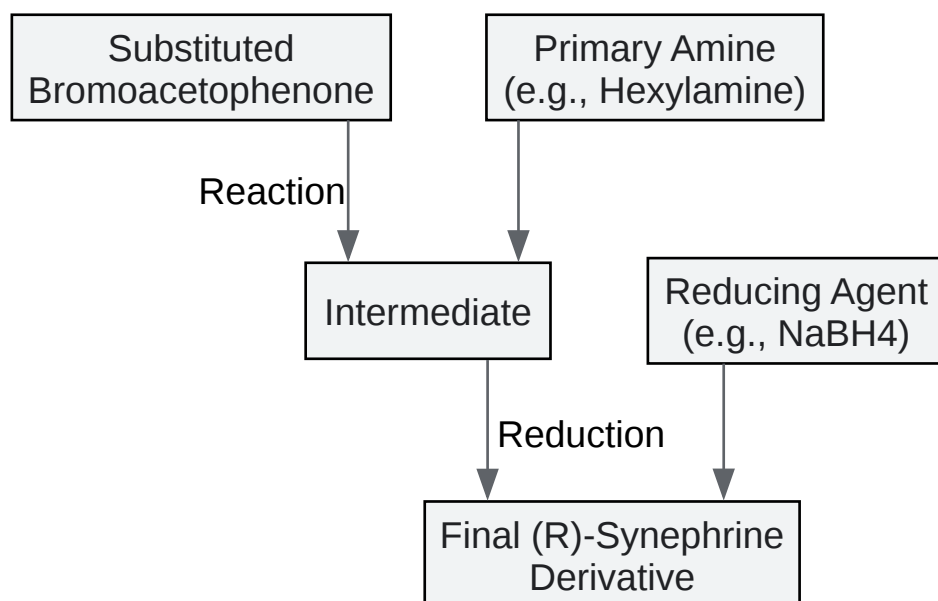 Substituted
Bromoacetophenone
Primary Amine
(e.g., Hexylamine)
Reaction
Intermediate
Reducing Agent
(e.g., NaBH4)
Reduction
Final (R)-Synephrine
Derivative